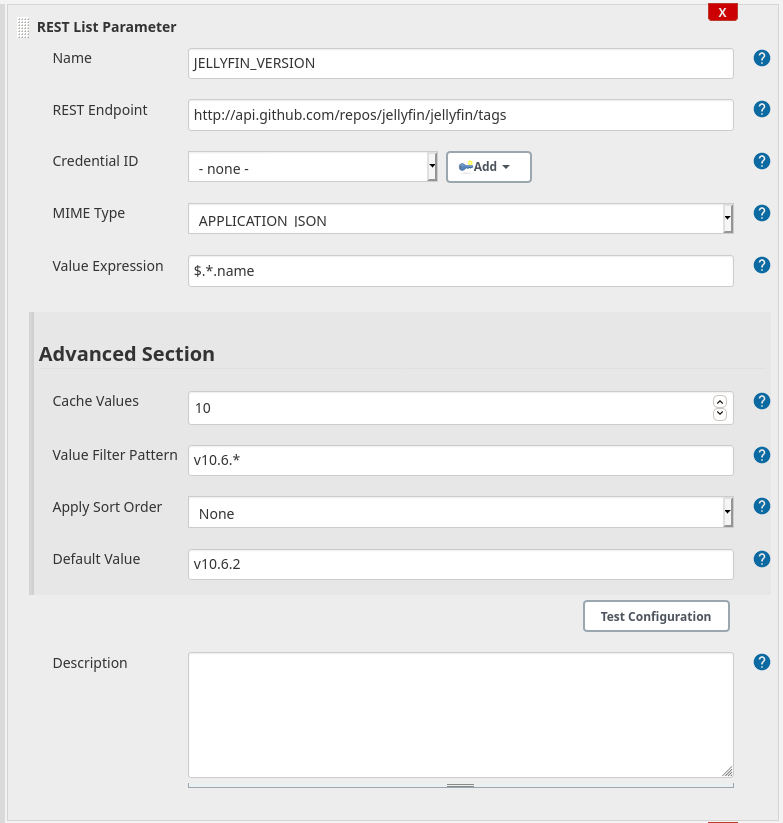 X
REST List Parameter
Name
JELLYFIN_VERSION
?
REST Endpoint
http://api.github.com/repos/jellyfin/jellyfin/tags
?
Credential ID
- none -
Add
?
MIME Type
APPLICATION_JSON
?
Value Expression
$.*.name
?
Advanced Section
Cache Values
10
?
Value Filter Pattern
v10.6.*
?
Apply Sort Order
None
?
Default Value
v10.6.2
?
Test Configuration
Description
?